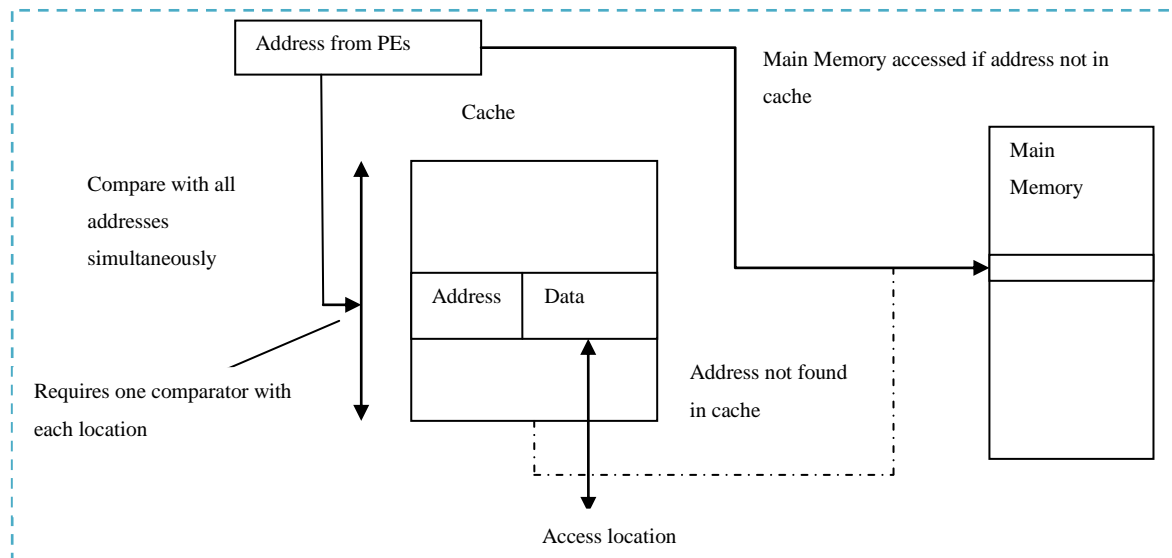 Address from PEs
Main Memory accessed if address not in
cache
Cache
Main
Memory
Compare with all
addresses
simultaneously
Address
Data
Address not found
in cache
Requires one comparator with
each location
Access location